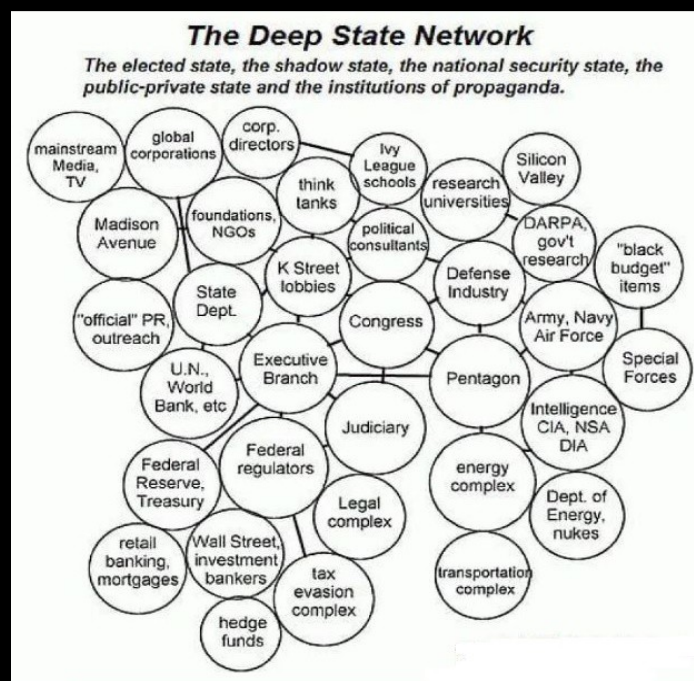 The Deep State Network
The elected state, the shadow state, the national security state, the
public-private state and the institutions of propaganda.
mainstream
Media,
TV
global
corporations
corp.
directors
Ivy
League
schools
think
tanks
research
universities
Silicon
Valley
Madison
Avenue
foundations,
NGOs
political
consultants
DARPA,
gov't
research
"black
budget"
items
"official" PR,
outreach
State
Dept.
K Street
lobbies
Congress
Defense
Industry
Army, Navy
Air Force
U.N.,
World
Bank, etc
Executive
Branch
Pentagon
Special
Forces
Judiciary
Intelligence
CIA, NSA
DIA
Federal
Reserve,
Treasury
Federal
regulators
energy
complex
Legal
complex
Dept. of
Energy,
nukes
retail
banking,
mortgages
Wall Street,
investment
bankers
tax
evasion
complex
transportation
complex
hedge
funds